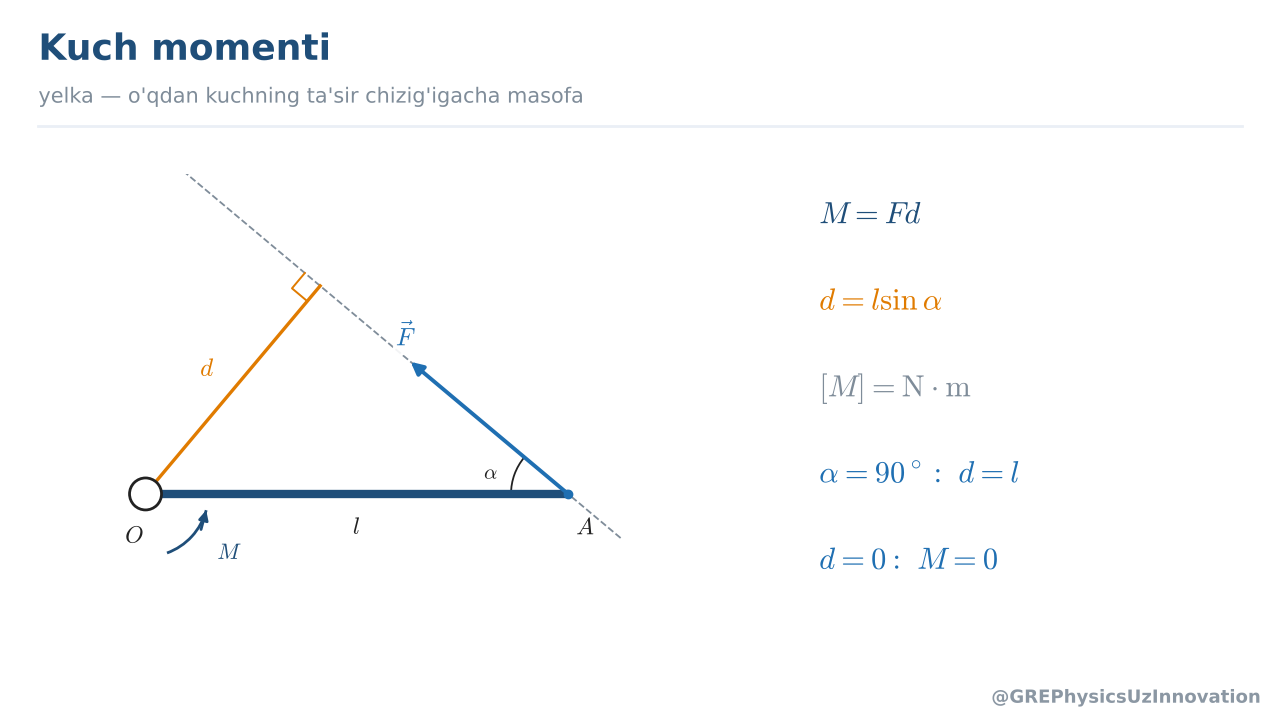 Kuch momenti
yelka — o'qdan kuchning ta'sir chizig'igacha masofa
M = Fd
d = l sin α
[M] = N · m
α = 90° : d = l
d = 0 : M = 0
F⃗
d
α
O
l
A
M
@GREPhysicsUzInnovation